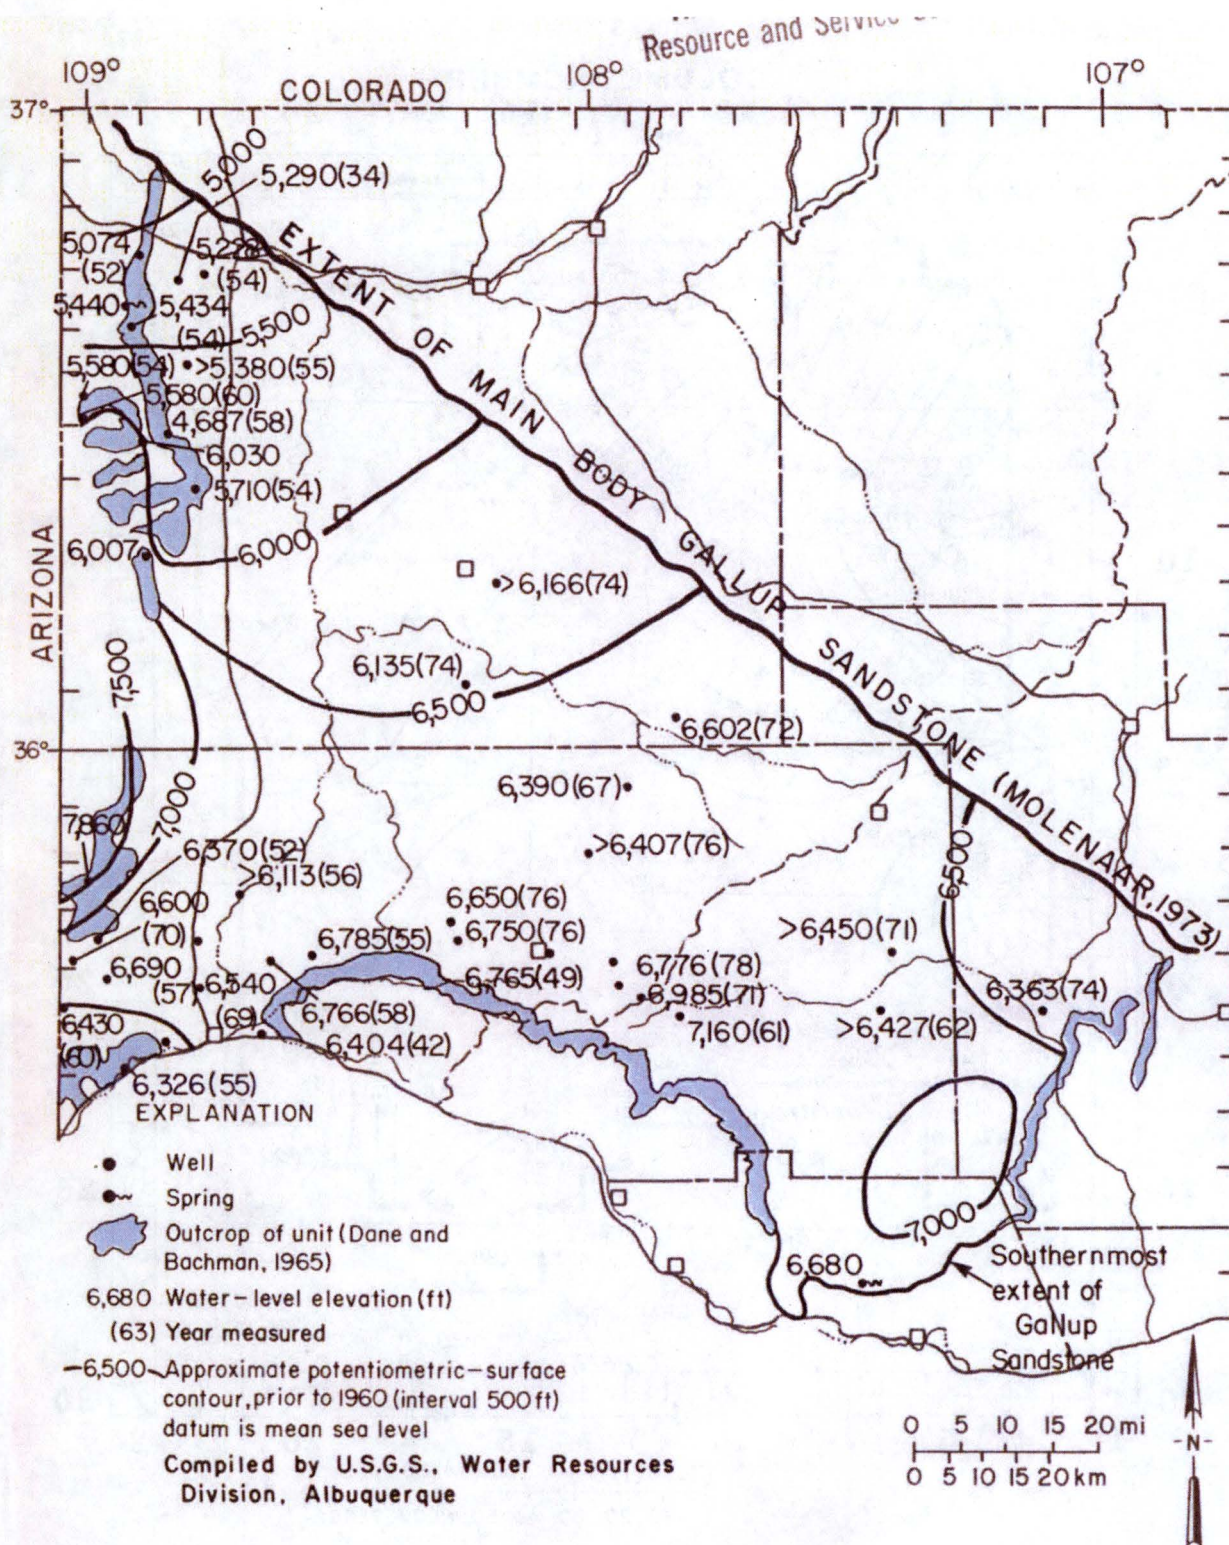 Resource and Service
109°
108°
107°
COLORADO
37°
5,000
5,290(34)
5,074
(52)
5,228
(54)
5,440
5,434
(54)
5,500
5,580(54)
>5,380(55)
5,580(60)
4,687(58)
6,030
5,710(54)
6,007
6,000
ARIZONA
EXTENT OF MAIN BODY GALLUP SANDSTONE (MOLENAAR, 1973)
>6,166(74)
6,135(74)
6,500
7,500
6,602(72)
36°
6,390(67)
7,860
7,000
6,370(52)
>6,407(76)
6,500
>6,113(56)
6,600
(70)
6,650(76)
6,750(76)
6,785(55)
>6,450(71)
6,690
(57)
6,540
(69)
6,765(49)
6,776(78)
6,985(71)
6,363(74)
6,430
(60)
6,766(58)
7,160(61)
>6,427(62)
6,404(42)
6,326(55)
7,000
6,680
Southernmost
extent of
Gallup
Sandstone
EXPLANATION
Well
Spring
Outcrop of unit (Dane and
Bachman, 1965)
6,680 Water-level elevation (ft)
(63) Year measured
-6,500- Approximate potentiometric-surface
contour, prior to 1960 (interval 500 ft)
datum is mean sea level
Compiled by U.S.G.S., Water Resources
Division, Albuquerque
0 5 10 15 20 mi
0 5 10 15 20 km
-N-